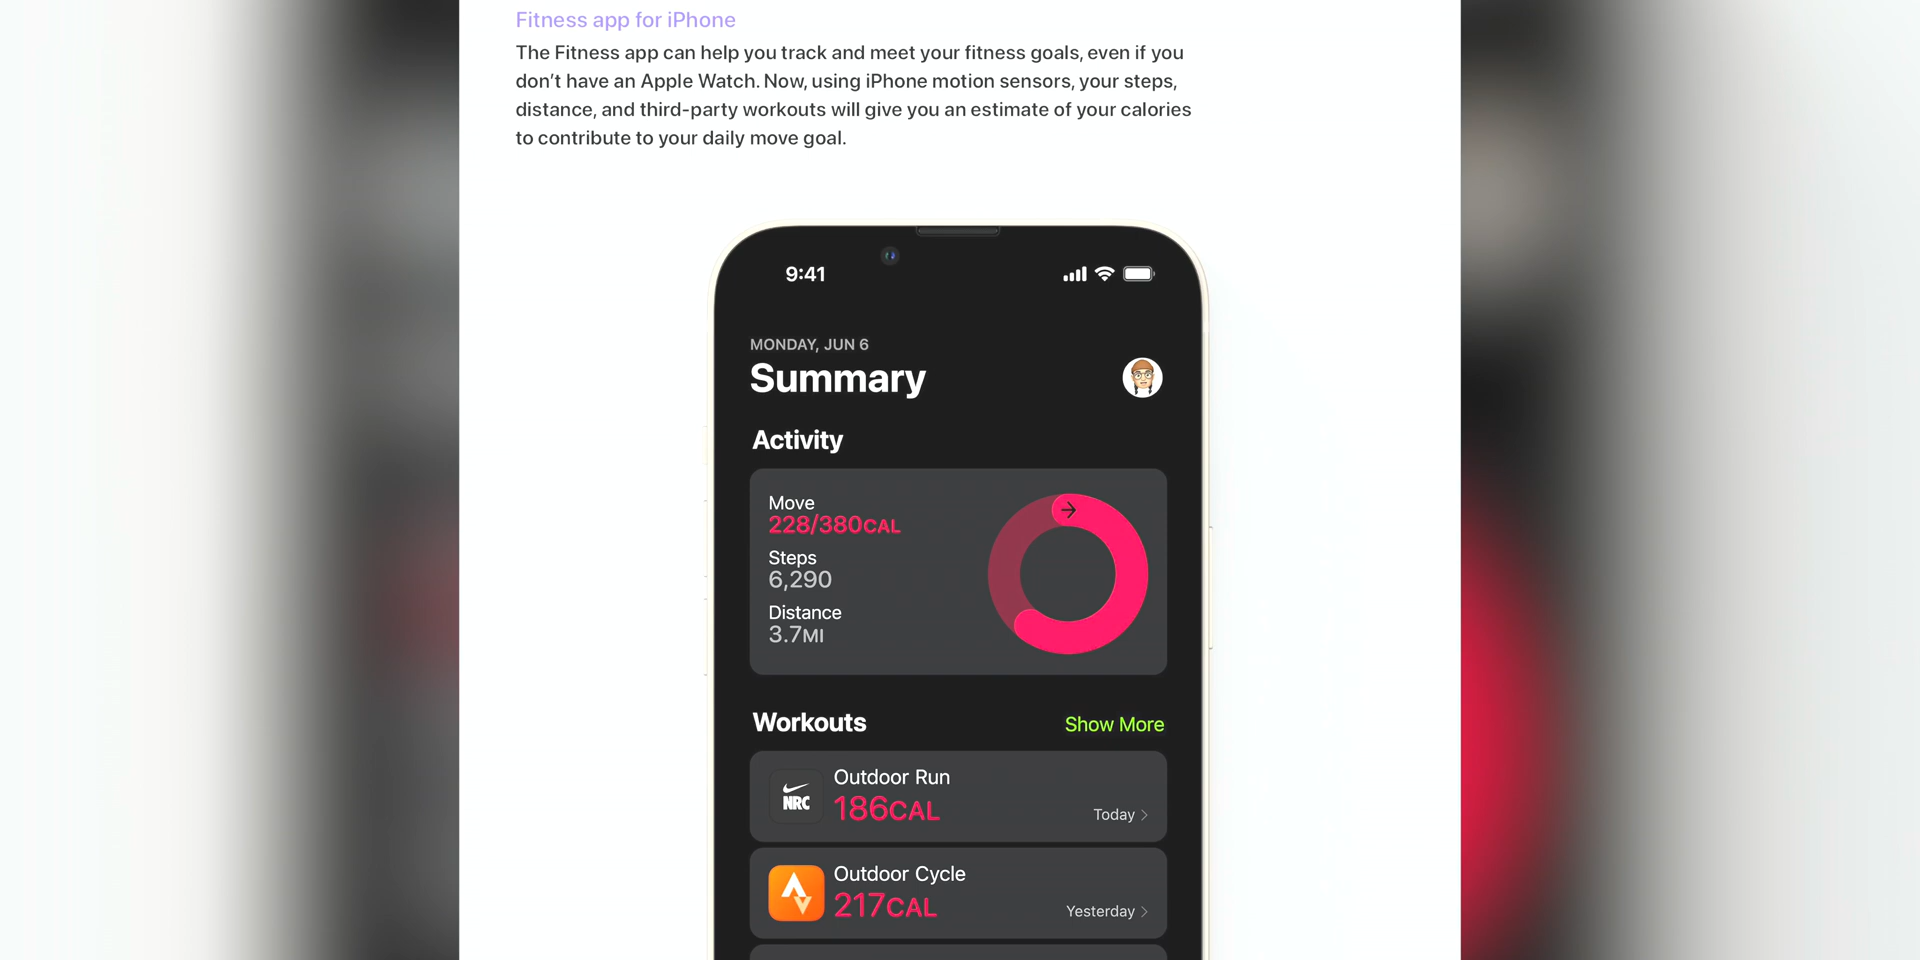 Fitness app for iPhone
The Fitness app can help you track and meet your fitness goals, even if you
don’t have an Apple Watch. Now, using iPhone motion sensors, your steps,
distance, and third-party workouts will give you an estimate of your calories
to contribute to your daily move goal.
9:41
MONDAY, JUN 6
Summary
Activity
Move
228/380CAL
Steps
6,290
Distance
3.7MI
Workouts
Show More
Outdoor Run
NRC
186CAL
Today
Outdoor Cycle
217CAL
Yesterday